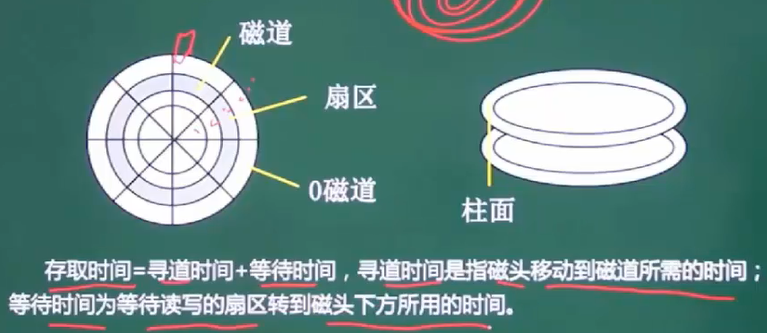 磁道
扇区
0磁道
柱面
存取时间=寻道时间+等待时间，寻道时间是指磁头移动到磁道所需的时间；
等待时间为等待读写的扇区转到磁头下方所用的时间。